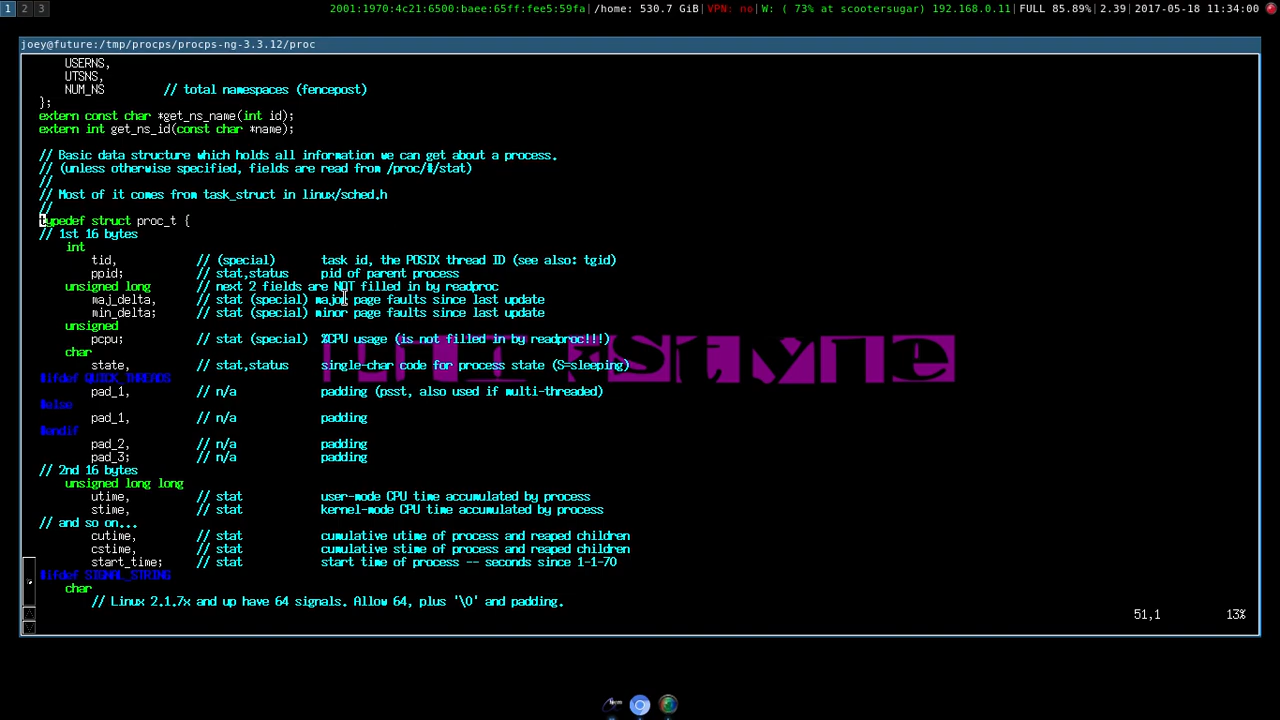 1 2 3 2001:1970:4c21:6500:baee:65ff:fee5:59fa|/home: 530.7 GiB|VPN: no|W: ( 73% at scootersugar) 192.168.0.11|FULL 85.89%|2.39|2017-05-18 11:34:00
joey@future:/tmp/procps/procps-ng-3.3.12/proc
USERNS,
UTSNS,
NUM_NS // total namespaces (fencepost)
};
extern const char *get_ns_name(int id);
extern int get_ns_id(const char *name);
// Basic data structure which holds all information we can get about a process.
// (unless otherwise specified, fields are read from /proc/#/stat)
//
// Most of it comes from task_struct in linux/sched.h
//
typedef struct proc_t {
// 1st 16 bytes
int
tid, // (special) task id, the POSIX thread ID (see also: tgid)
ppid; // stat,status pid of parent process
unsigned long // next 2 fields are NOT filled in by readproc
maj_delta, // stat (special) major page faults since last update
min_delta; // stat (special) minor page faults since last update
unsigned
pcpu; // stat (special) %CPU usage (is not filled in by readproc!!!)
char
state, // stat,status single-char code for process state (S=sleeping)
#ifdef QUICK_THREADS
pad_1, // n/a padding (psst, also used if multi-threaded)
#else
pad_1, // n/a padding
#endif
pad_2, // n/a padding
pad_3; // n/a padding
// 2nd 16 bytes
unsigned long long
utime, // stat user-mode CPU time accumulated by process
stime, // stat kernel-mode CPU time accumulated by process
// and so on...
cutime, // stat cumulative utime of process and reaped children
cstime, // stat cumulative stime of process and reaped children
start_time; // stat start time of process -- seconds since 1-1-70
#ifdef SIGNAL_STRING
char
// Linux 2.1.7x and up have 64 signals. Allow 64, plus '\0' and padding.
51,1 13%